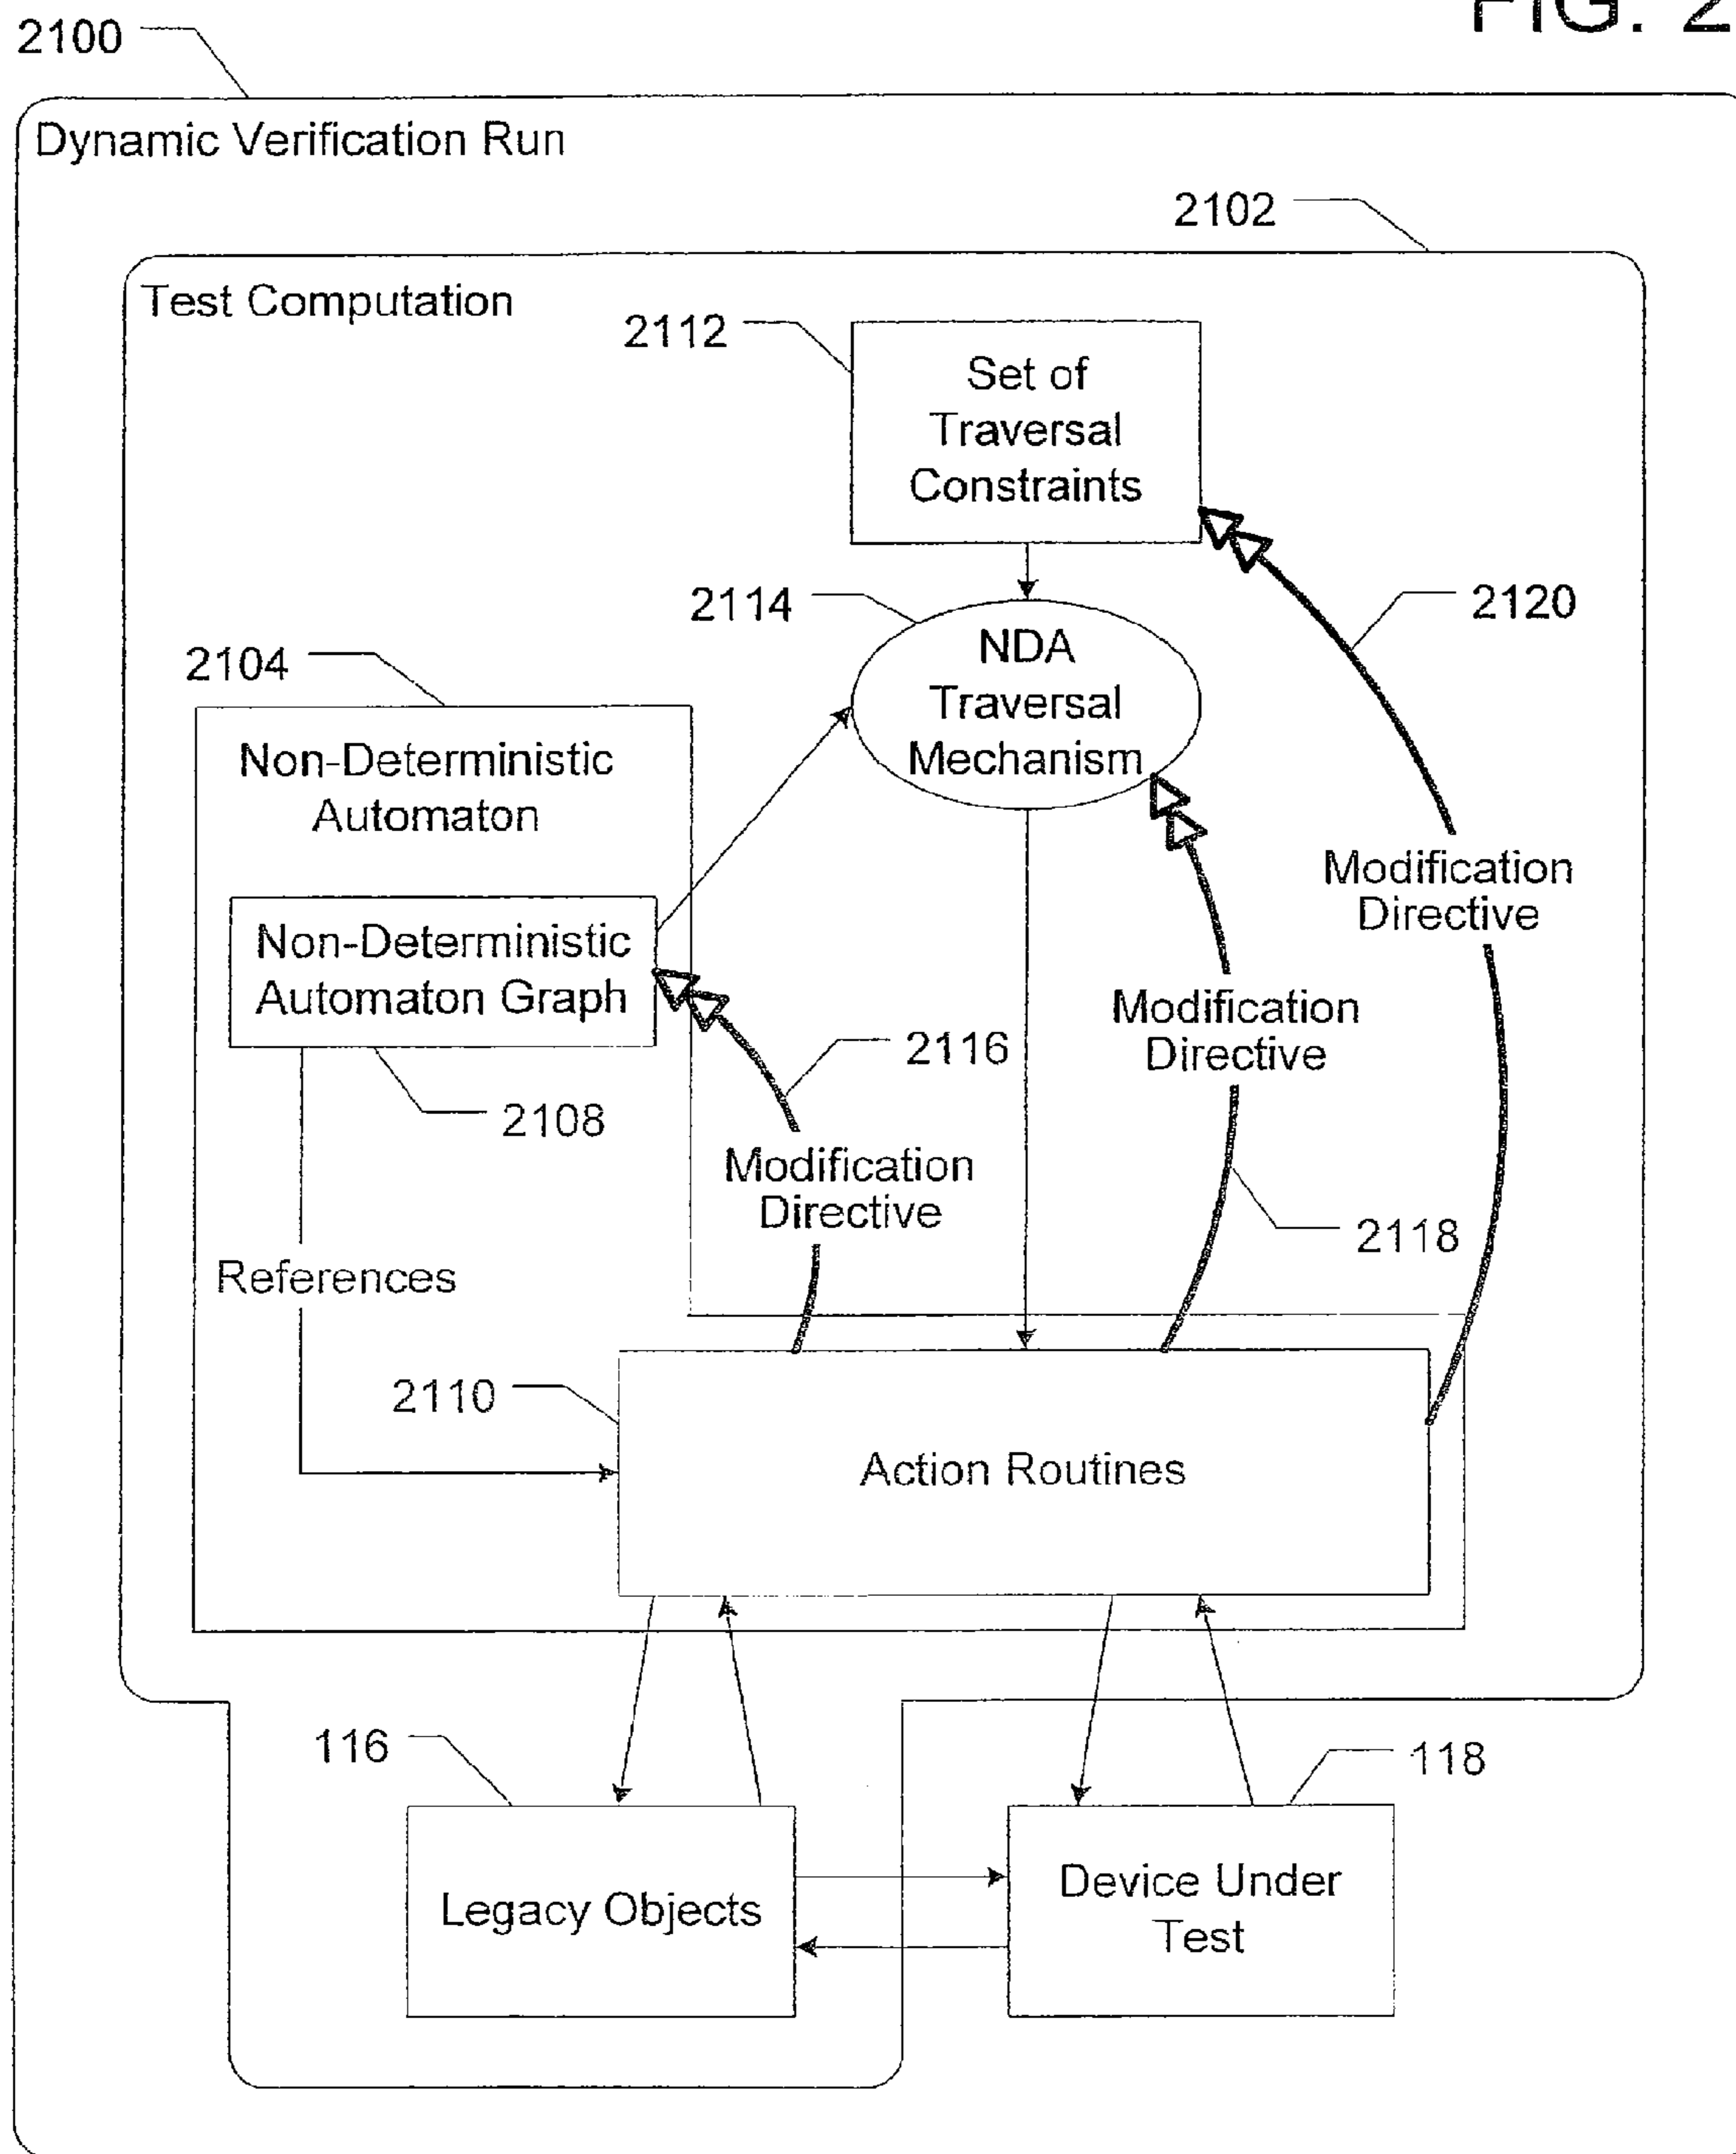 FIG. 2
2100
Dynamic Verification Run
2102
Test Computation
2112
Set of
Traversal
Constraints
2114
NDA
Traversal
Mechanism
2120
2104
Non-Deterministic
Automaton
Modification
Directive
Non-Deterministic
Automaton Graph
Modification
Directive
2116
2108
Modification
Directive
2118
References
2110
Action Routines
116
118
Legacy Objects
Device Under
Test